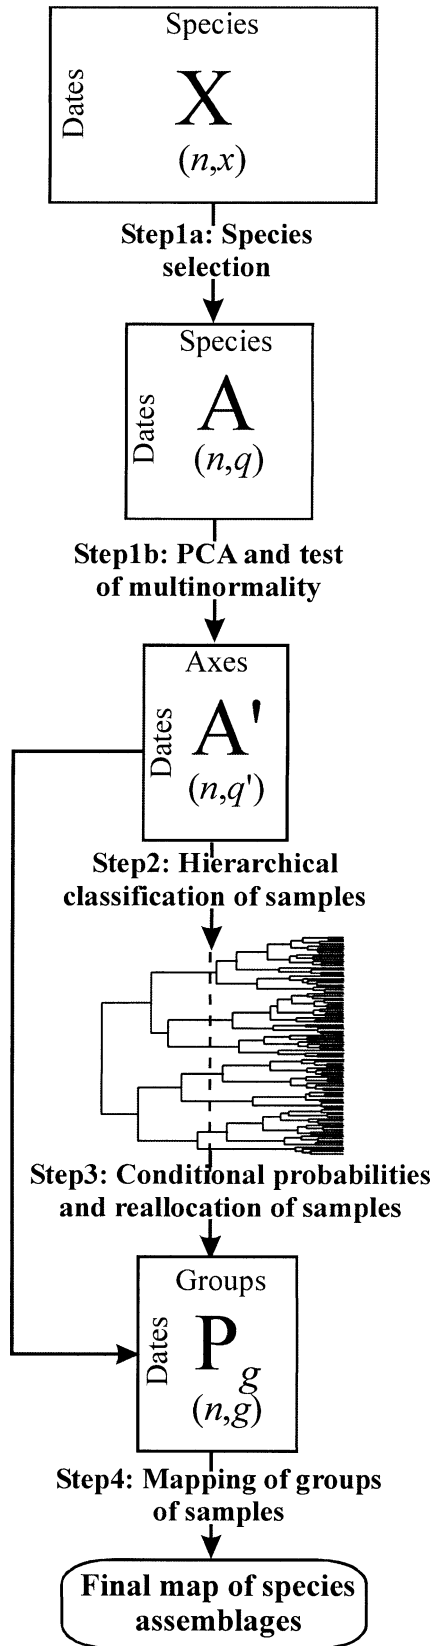 Species
Dates
X
(n,x)
Step1a: Species
selection
Species
Dates
A
(n,q)
Step1b: PCA and test
of multinormality
Axes
Dates
A'
(n,q')
Step2: Hierarchical
classification of samples
Step3: Conditional probabilities
and reallocation of samples
Groups
Dates
Pg
(n,g)
Step4: Mapping of groups
of samples
Final map of species
assemblages